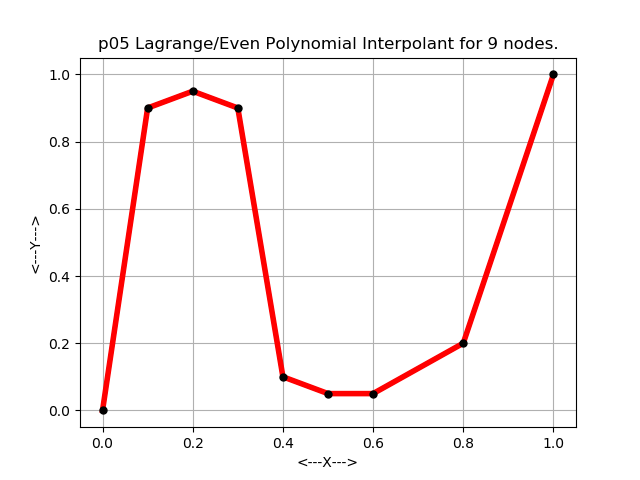 p05 Lagrange/Even Polynomial Interpolant for 9 nodes.
1.0
0.8
0.6
0.4
0.2
0.0
<---Y--->
0.0 0.2 0.4 0.6 0.8 1.0
<---X--->